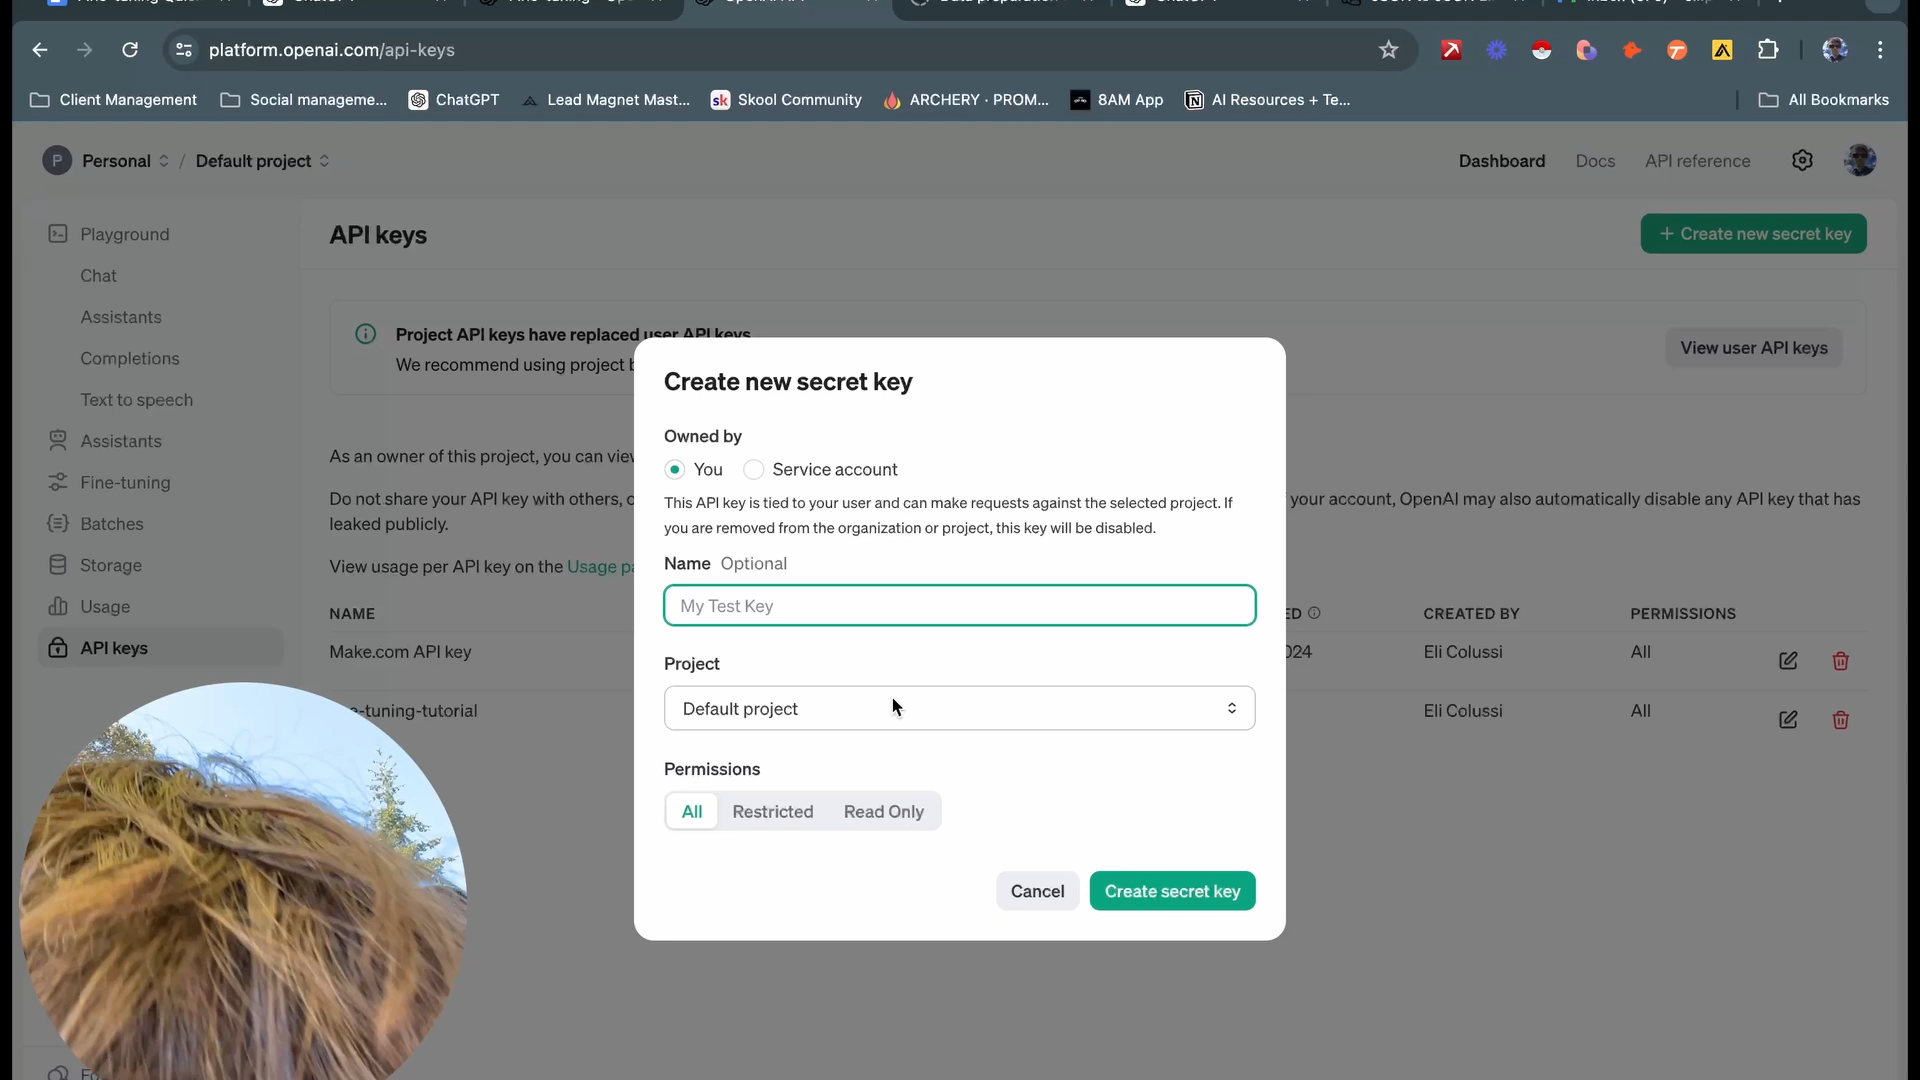 ChatGPT
platform.openai.com/api-keys
Client Management
Social manageme...
ChatGPT
Lead Magnet Mast...
Skool Community
ARCHERY · PROM...
8AM App
AI Resources + Te...
All Bookmarks
P Personal / Default project
Dashboard
Docs
API reference
Playground
Chat
Assistants
Completions
Text to speech
Assistants
Fine-tuning
Batches
Storage
Usage
API keys
API keys
+ Create new secret key
Project API keys have replaced user API keys
We recommend using project b
View user API keys
As an owner of this project, you can view
Do not share your API key with others, o
your account, OpenAI may also automatically disable any API key that has
leaked publicly.
View usage per API key on the Usage pa
NAME
ED
CREATED BY
PERMISSIONS
Make.com API key
024
Eli Colussi
All
e-tuning-tutorial
Eli Colussi
All
Create new secret key
Owned by
You
Service account
This API key is tied to your user and can make requests against the selected project. If
you are removed from the organization or project, this key will be disabled.
Name Optional
My Test Key
Project
Default project
Permissions
All
Restricted
Read Only
Cancel
Create secret key